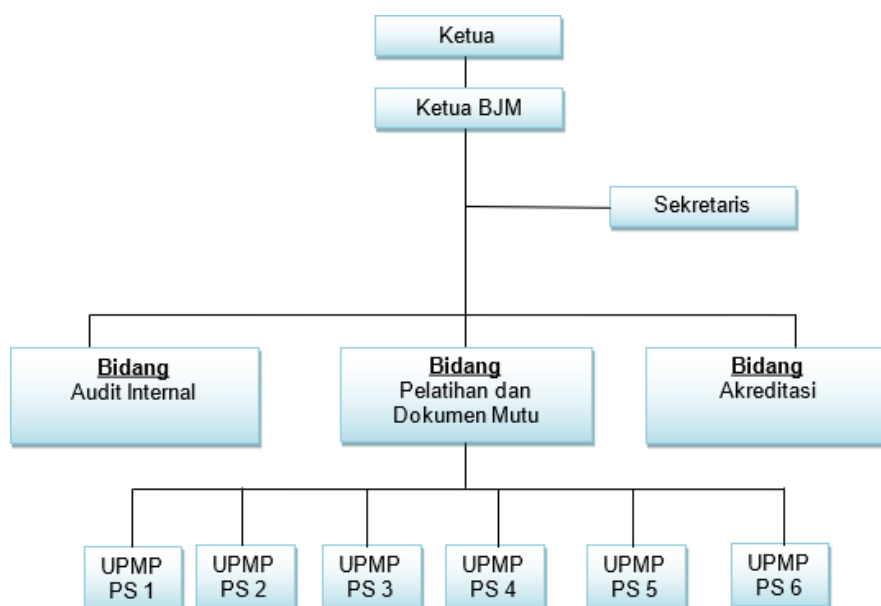 Ketua
Ketua BJM
Sekretaris
Bidang
Audit Internal
Bidang
Pelatihan dan
Dokumen Mutu
Bidang
Akreditasi
UPMP
PS 1
UPMP
PS 2
UPMP
PS 3
UPMP
PS 4
UPMP
PS 5
UPMP
PS 6